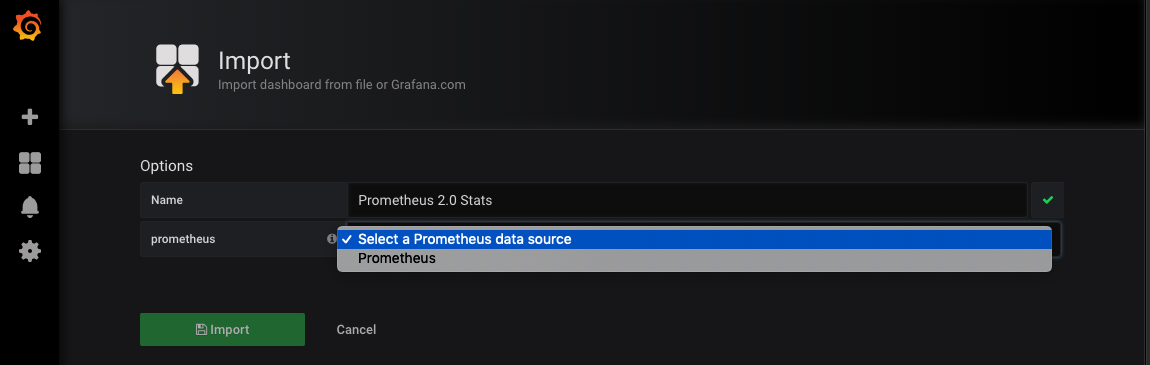 Import
Import dashboard from file or Grafana.com
Options
Name
Prometheus 2.0 Stats
prometheus
Select a Prometheus data source
Prometheus
Import
Cancel